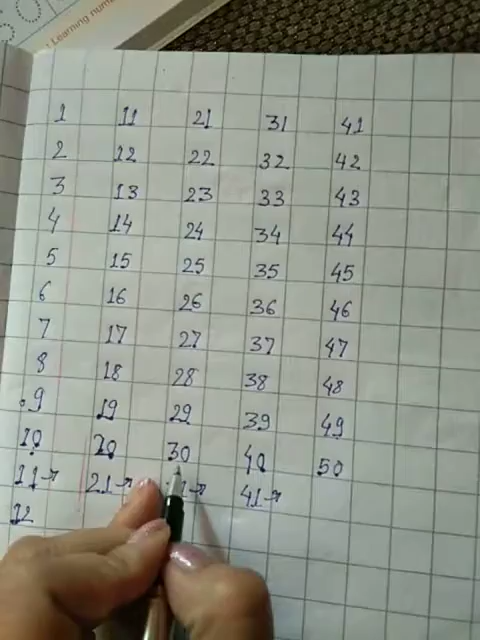 Learning num
1 11 21 31 41
2 12 22 32 42
3 13 23 33 43
4 14 24 34 44
5 15 25 35 45
6 16 26 36 46
7 17 27 37 47
8 18 28 38 48
9 19 29 39 49
10 20 30 40 50
11→ 21→ 41→
12